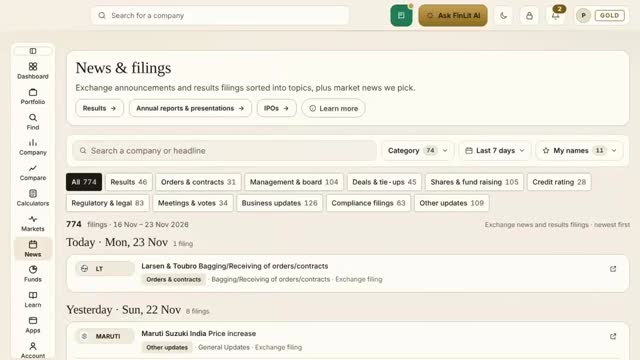 Search for a company
Ask FinLit AI
2
P
GOLD
Dashboard
Portfolio
Find
Company
Compare
Calculators
Markets
News
Funds
Learn
Apps
Account
News & filings
Exchange announcements and results filings sorted into topics, plus market news we pick.
Results →
Annual reports & presentations →
IPOs →
Learn more
Search a company or headline
Category 74
Last 7 days
My names 11
All 774
Results 46
Orders & contracts 31
Management & board 104
Deals & tie-ups 45
Shares & fund raising 105
Credit rating 28
Regulatory & legal 83
Meetings & votes 34
Business updates 126
Compliance filings 63
Other updates 109
774 filings · 16 Nov – 23 Nov 2026
Exchange news and results filings · newest first
Today · Mon, 23 Nov 1 filing
LT
Larsen & Toubro Bagging/Receiving of orders/contracts
Orders & contracts · Bagging/Receiving of orders/contracts · Exchange filing
Yesterday · Sun, 22 Nov 8 filings
MARUTI
Maruti Suzuki India Price increase
Other updates · General Updates · Exchange filing